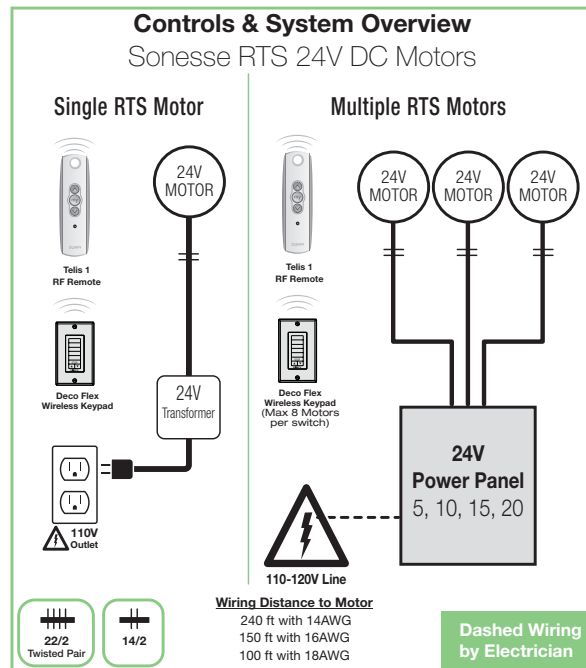 Controls & System Overview
Sonesse RTS 24V DC Motors
Single RTS Motor
24V
MOTOR
Telis 1
RF Remote
Deco Flex
Wireless Keypad
24V
Transformer
110V
Outlet
Multiple RTS Motors
24V
MOTOR
24V
MOTOR
24V
MOTOR
Telis 1
RF Remote
Deco Flex
Wireless Keypad
(Max 8 Motors
per switch)
24V
Power Panel
5, 10, 15, 20
110-120V Line
22/2
Twisted Pair
14/2
Wiring Distance to Motor
240 ft with 14AWG
150 ft with 16AWG
100 ft with 18AWG
Dashed Wiring
by Electrician